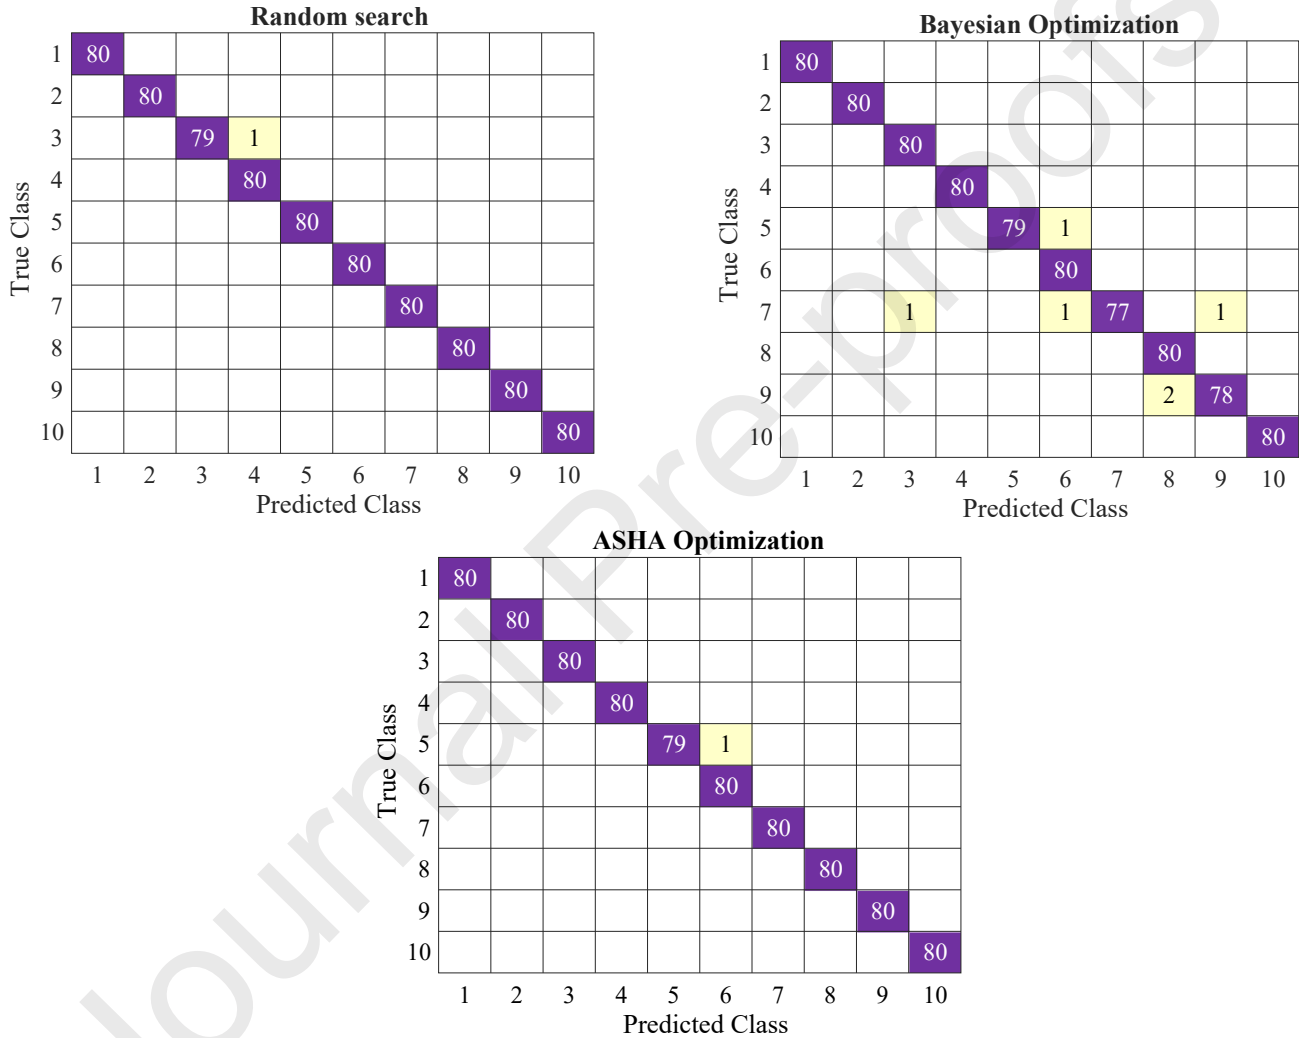 Random search
1 80
2 80
3 79 1
4 80
5 80
6 80
7 80
8 80
9 80
10 80
1 2 3 4 5 6 7 8 9 10
Predicted Class
True Class
Bayesian Optimization
1 80
2 80
3 80
4 80
5 79 1
6 80
7 1 1 77 1
8 80
9 2 78
10 80
1 2 3 4 5 6 7 8 9 10
Predicted Class
True Class
ASHA Optimization
1 80
2 80
3 80
4 80
5 79 1
6 80
7 80
8 80
9 80
10 80
1 2 3 4 5 6 7 8 9 10
Predicted Class
True Class
Journal Pre-proofs